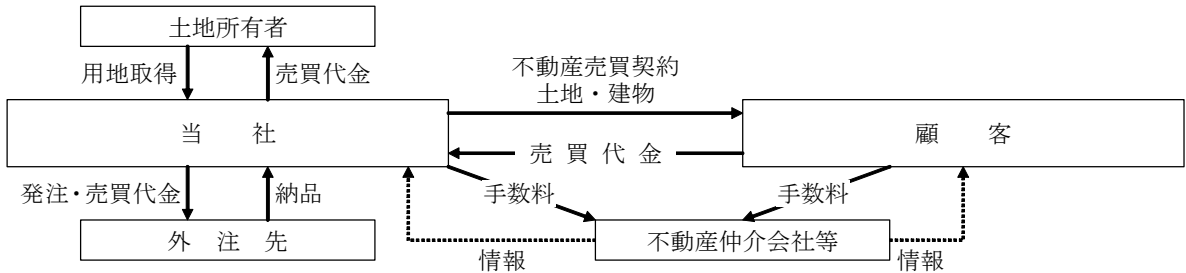 土地所有者
用地取得
売買代金
不動産売買契約
土地・建物
当 社
顧 客
売 買 代 金
発注・売買代金
納品
手数料
手数料
外 注 先
不動産仲介会社等
情報
情報